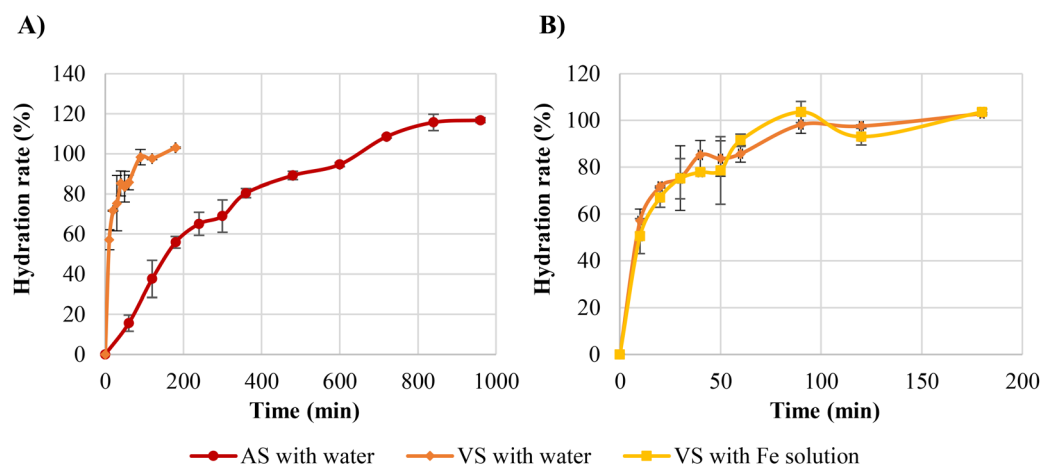 A)
Hydration rate (%)
140
120
100
80
60
40
20
0
0 200 400 600 800 1000
Time (min)
B)
Hydration rate (%)
120
100
80
60
40
20
0
0 50 100 150 200
Time (min)
AS with water VS with water VS with Fe solution